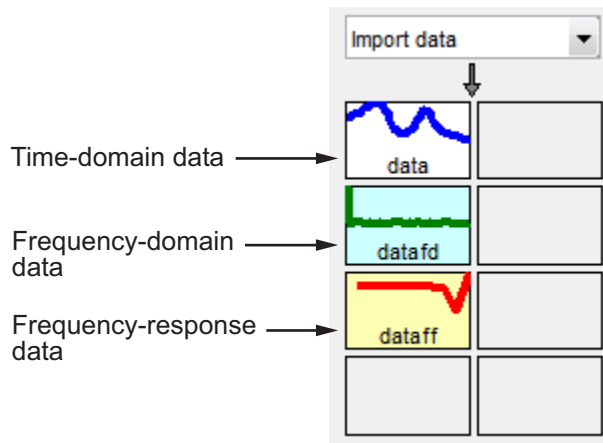 Import data
Time-domain data
data
Frequency-domain
data
datafd
Frequency-response
data
dataff